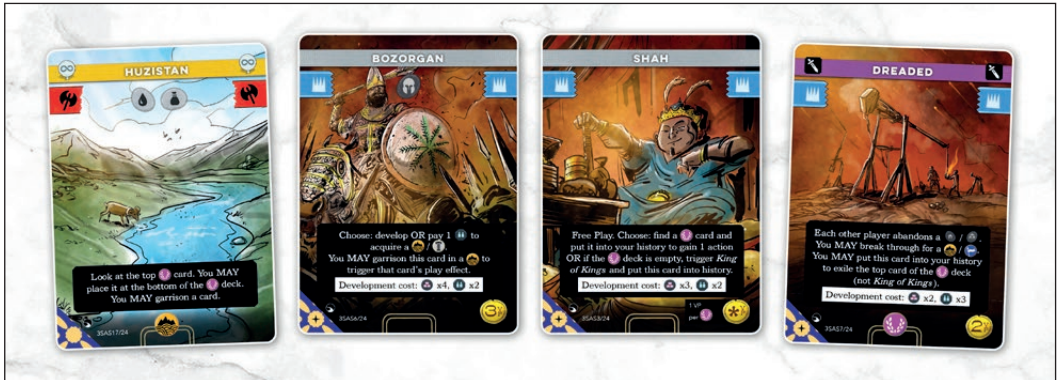 HUZISTAN
Look at the top card. You MAY
place it at the bottom of the deck.
You MAY garrison a card.
3SAS17/24
BOZORGAN
Choose: develop OR pay 1 to
acquire a /
You MAY garrison this card in a to
trigger that card's play effect.
Development cost: x4, x2
3SAS6/24
3
SHAH
Free Play. Choose: find a card and
put it into your history to gain 1 action
OR if the deck is empty, trigger King
of Kings and put this card into history.
Development cost: x3, x2
3SAS3/24
1 VP
per
*
DREADED
Each other player abandons a / .
You MAY break through for a / .
You MAY put this card into your history
to exile the top card of the deck
(not King of Kings).
Development cost: x2, x3
3SAS7/24
2